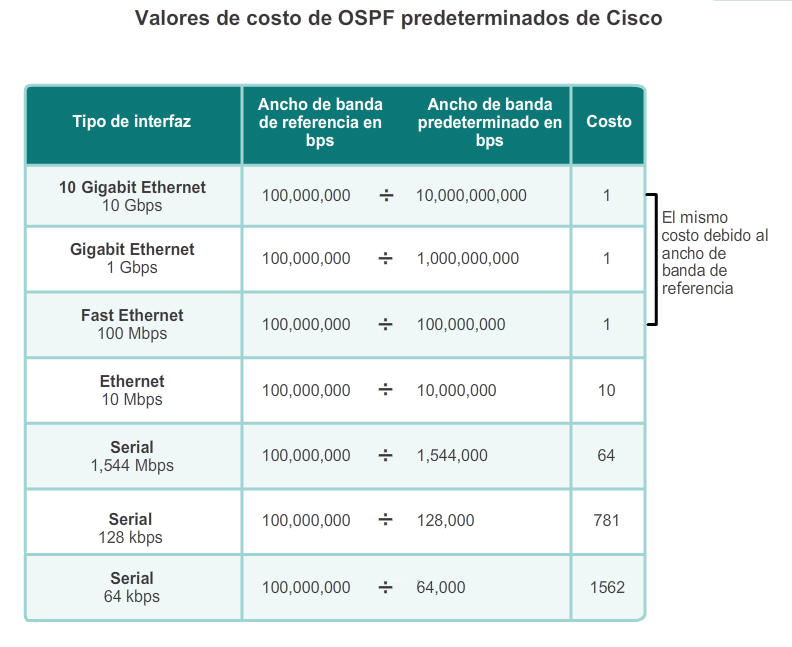 Valores de costo de OSPF predeterminados de Cisco
Tipo de interfaz
Ancho de banda
de referencia en
bps
Ancho de banda
predeterminado en
bps
Costo
10 Gigabit Ethernet
10 Gbps
100,000,000 ÷ 10,000,000,000 1
Gigabit Ethernet
1 Gbps
100,000,000 ÷ 1,000,000,000 1
Fast Ethernet
100 Mbps
100,000,000 ÷ 100,000,000 1
El mismo
costo debido al
ancho de
banda de
referencia
Ethernet
10 Mbps
100,000,000 ÷ 10,000,000 10
Serial
1,544 Mbps
100,000,000 ÷ 1,544,000 64
Serial
128 kbps
100,000,000 ÷ 128,000 781
Serial
64 kbps
100,000,000 ÷ 64,000 1562